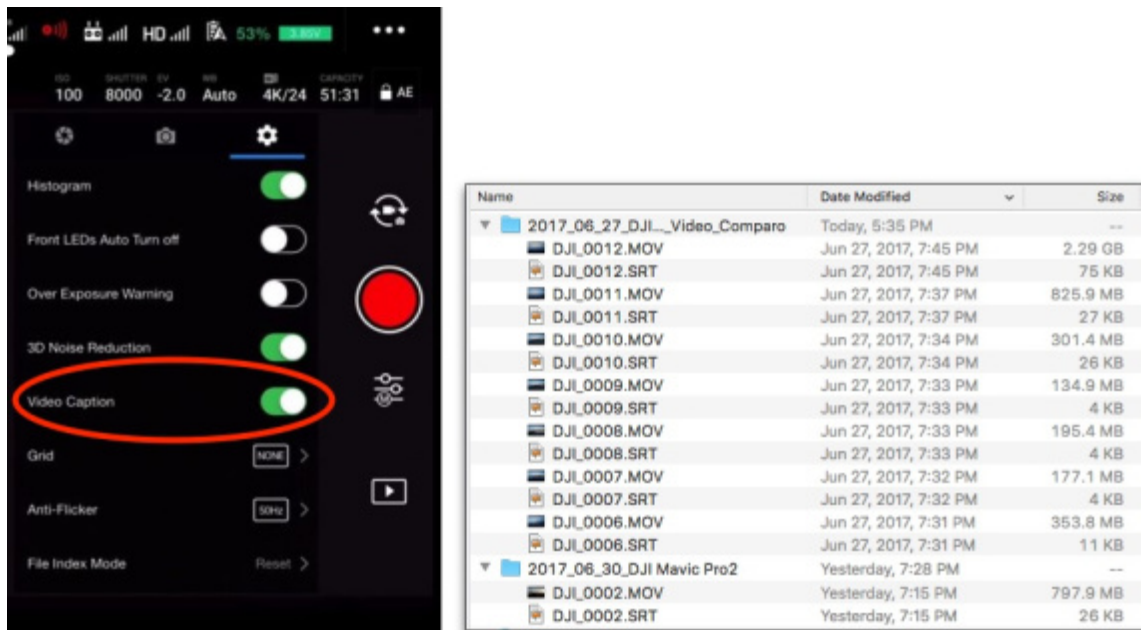 HD 53% 3.85V
ISO SHUTTER EV WB CAPACITY
100 8000 -2.0 Auto 4K/24 51:31 AE
Histogram
Front LEDs Auto Turn off
Over Exposure Warning
3D Noise Reduction
Video Caption
Grid NONE
Anti-Flicker 50Hz
File Index Mode Reset
Name Date Modified Size
2017_06_27_DJI..._Video_Comparo Today, 5:35 PM --
DJI_0012.MOV Jun 27, 2017, 7:45 PM 2.29 GB
DJI_0012.SRT Jun 27, 2017, 7:45 PM 75 KB
DJI_0011.MOV Jun 27, 2017, 7:37 PM 825.9 MB
DJI_0011.SRT Jun 27, 2017, 7:37 PM 27 KB
DJI_0010.MOV Jun 27, 2017, 7:34 PM 301.4 MB
DJI_0010.SRT Jun 27, 2017, 7:34 PM 26 KB
DJI_0009.MOV Jun 27, 2017, 7:33 PM 134.9 MB
DJI_0009.SRT Jun 27, 2017, 7:33 PM 4 KB
DJI_0008.MOV Jun 27, 2017, 7:33 PM 195.4 MB
DJI_0008.SRT Jun 27, 2017, 7:33 PM 4 KB
DJI_0007.MOV Jun 27, 2017, 7:32 PM 177.1 MB
DJI_0007.SRT Jun 27, 2017, 7:32 PM 4 KB
DJI_0006.MOV Jun 27, 2017, 7:31 PM 353.8 MB
DJI_0006.SRT Jun 27, 2017, 7:31 PM 11 KB
2017_06_30_DJI Mavic Pro2 Yesterday, 7:28 PM --
DJI_0002.MOV Yesterday, 7:15 PM 797.9 MB
DJI_0002.SRT Yesterday, 7:15 PM 26 KB